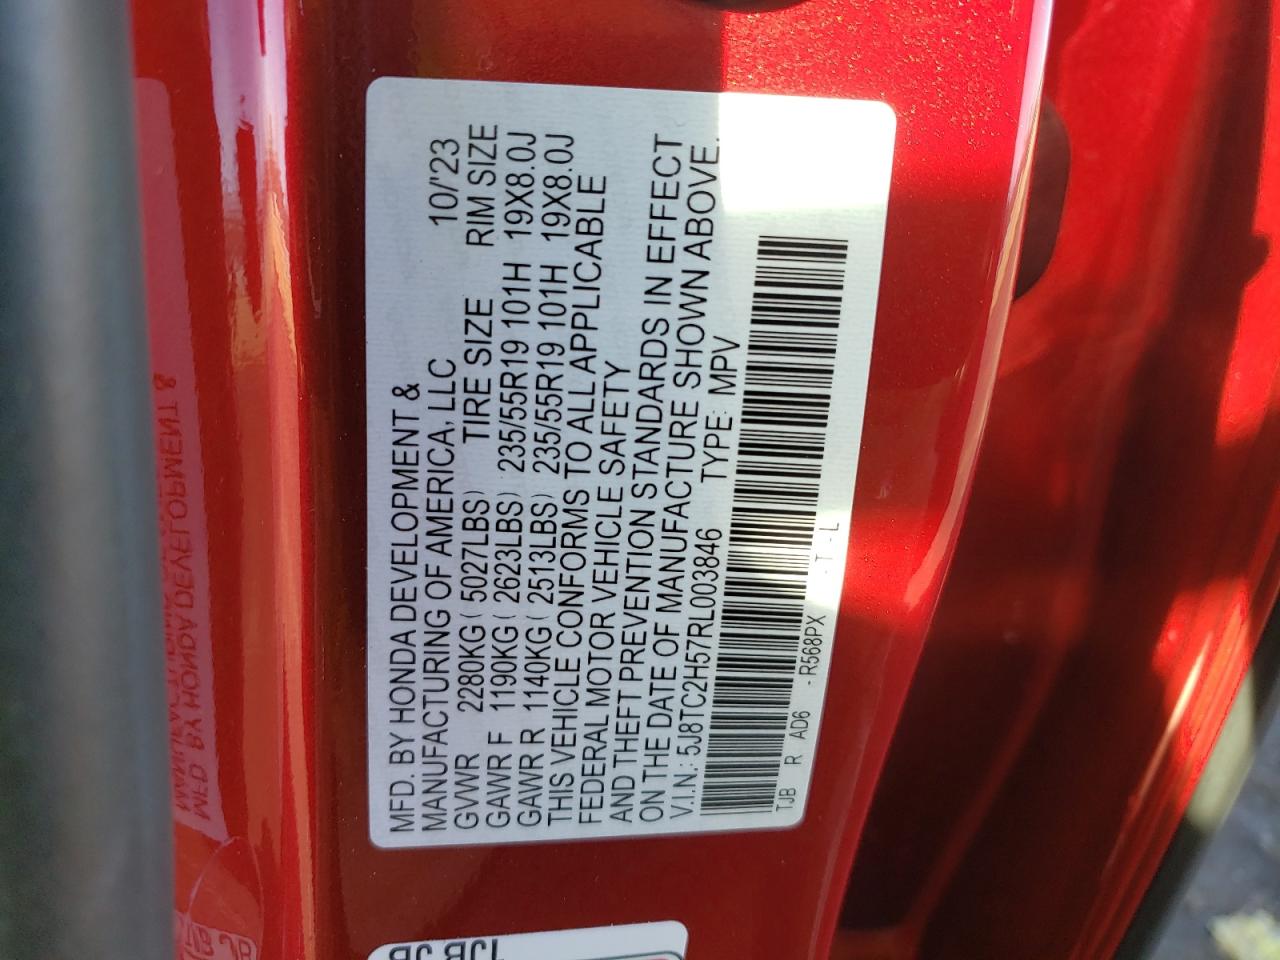 MFD. BY HONDA DEVELOPMENT &
MANUFACTURING OF AMERICA, LLC 10/'23
GVWR 2280KG( 5027LBS) TIRE SIZE RIM SIZE
GAWR F 1190KG( 2623LBS) 235/55R19 101H 19X8.0J
GAWR R 1140KG( 2513LBS) 235/55R19 101H 19X8.0J
THIS VEHICLE CONFORMS TO ALL APPLICABLE
FEDERAL MOTOR VEHICLE SAFETY
AND THEFT PREVENTION STANDARDS IN EFFECT
ON THE DATE OF MANUFACTURE SHOWN ABOVE.
V.I.N.: 5J8TC2H57RL003846 TYPE: MPV
TJB R AD6 - R568PX - T - L